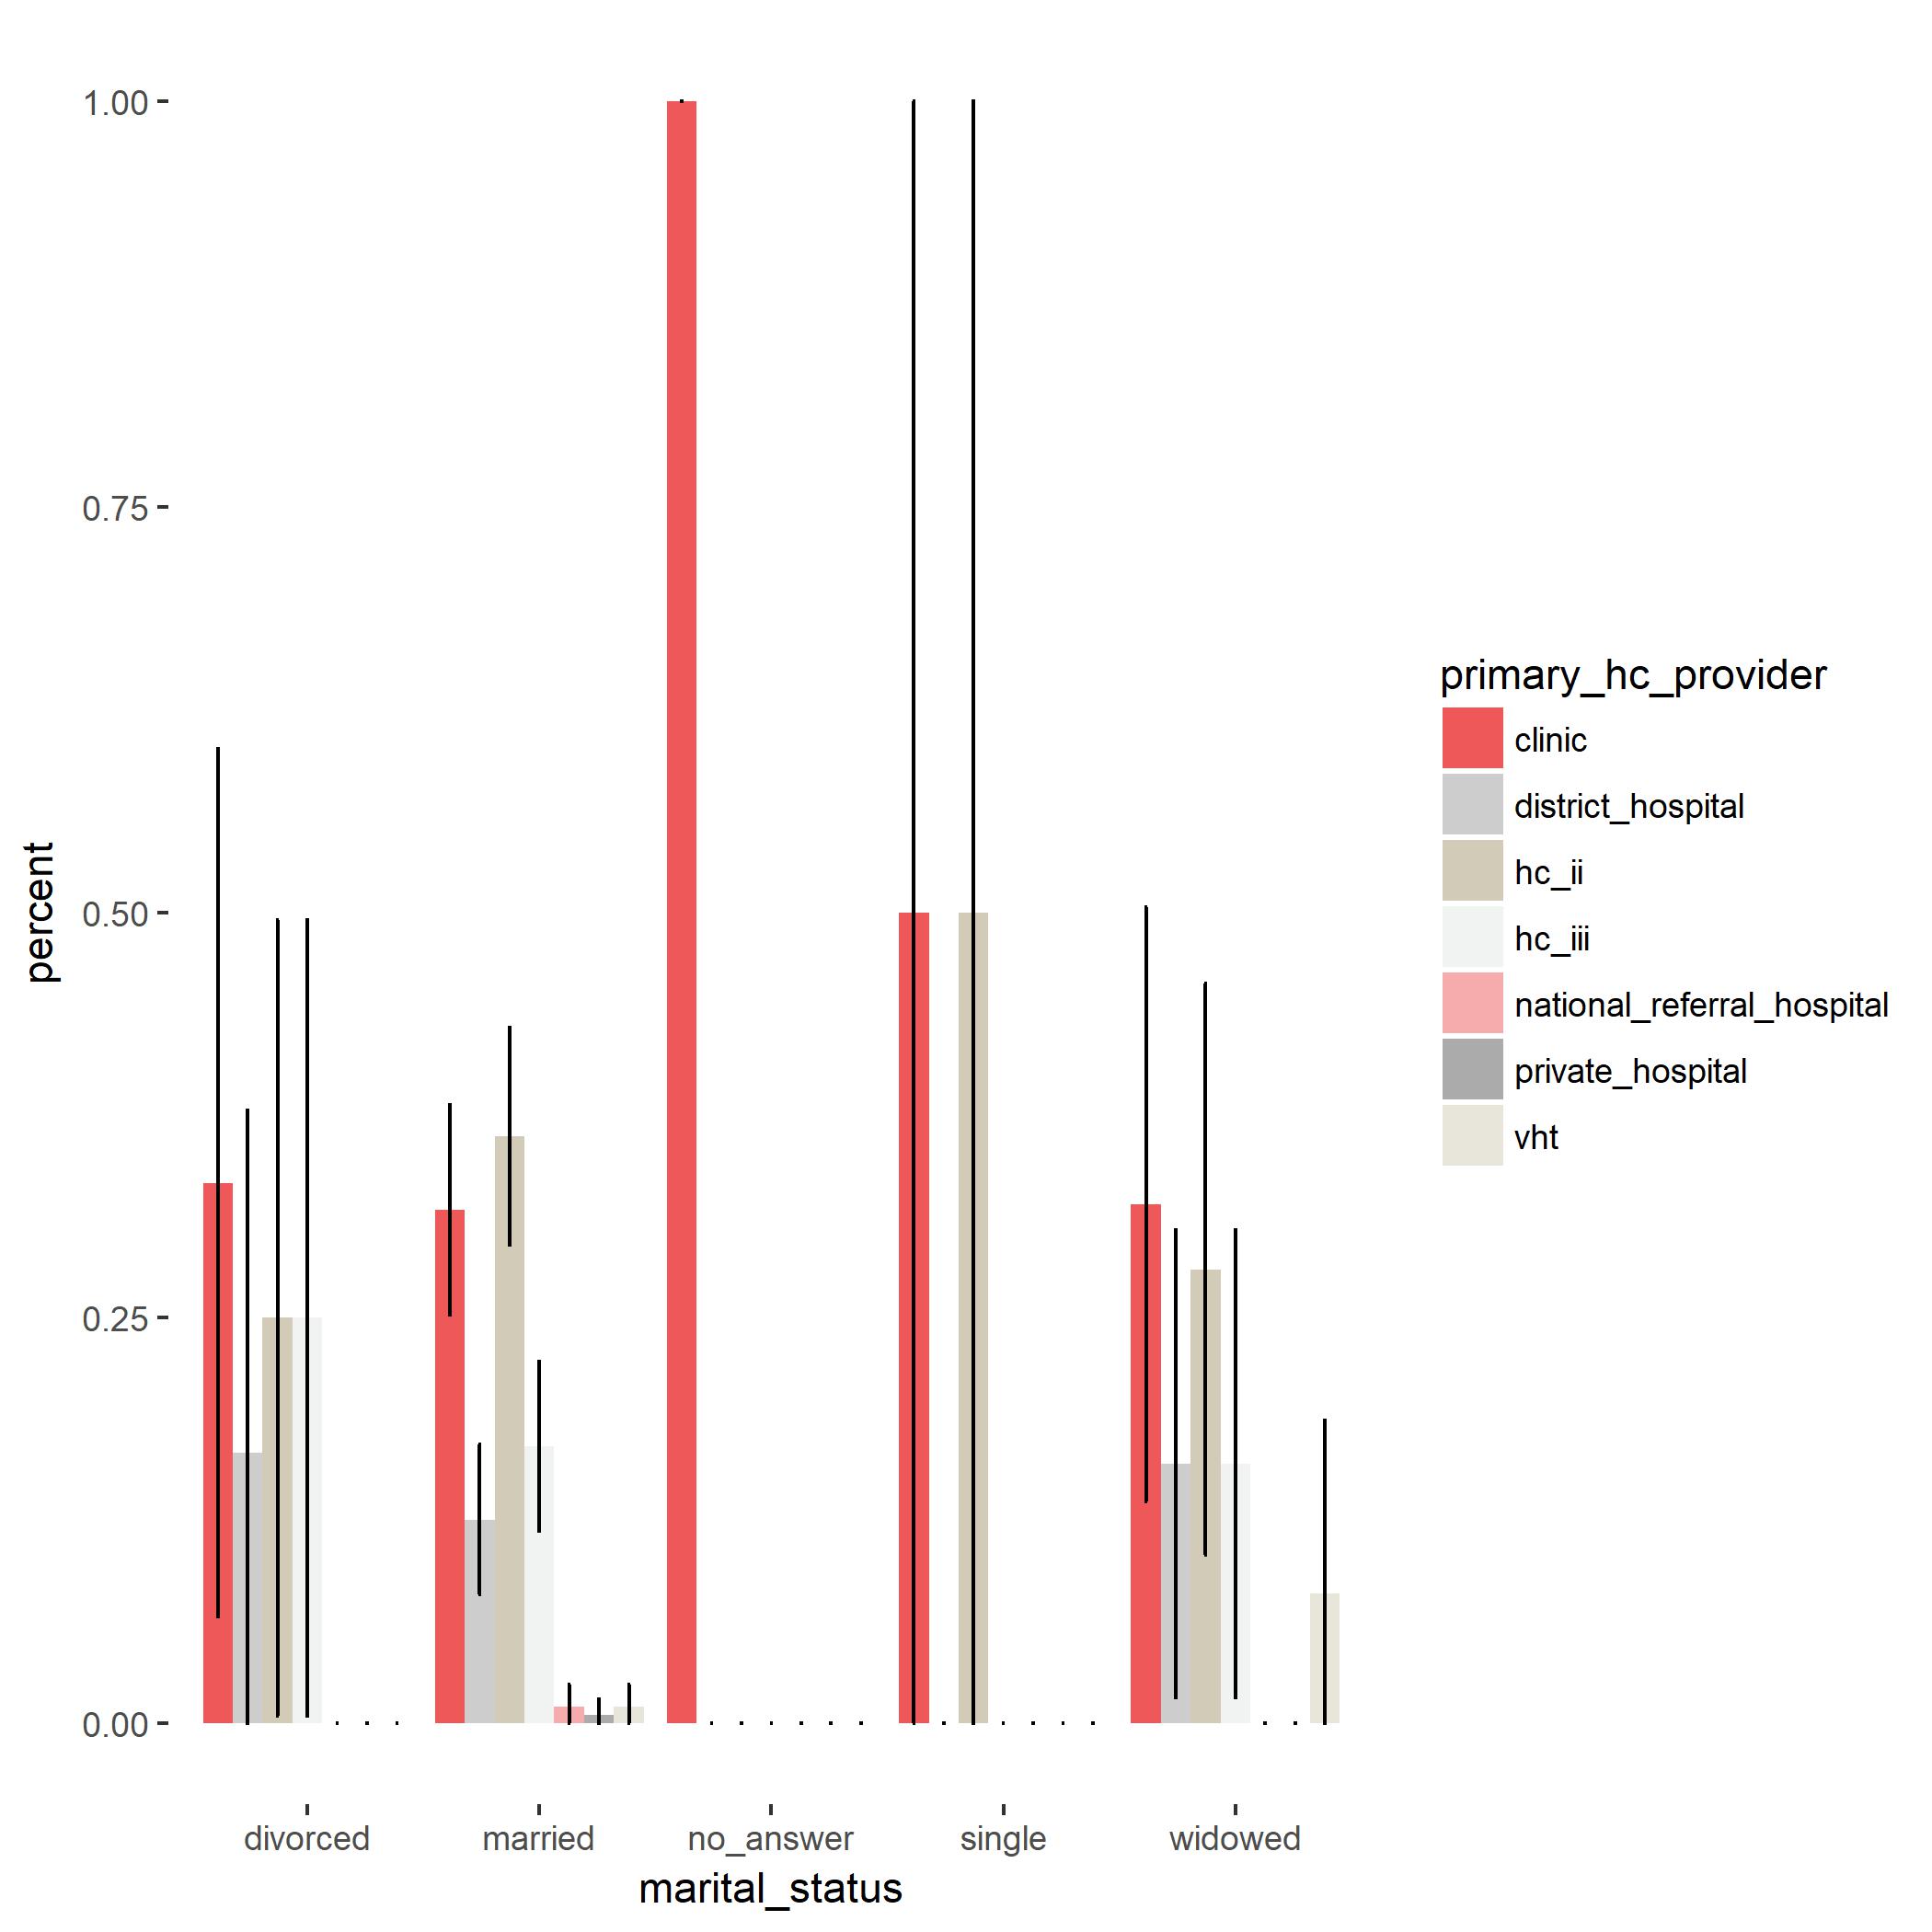 1.00
0.75
0.50
0.25
0.00
percent
divorced
married
no_answer
single
widowed
marital_status
primary_hc_provider
clinic
district_hospital
hc_ii
hc_iii
national_referral_hospital
private_hospital
vht